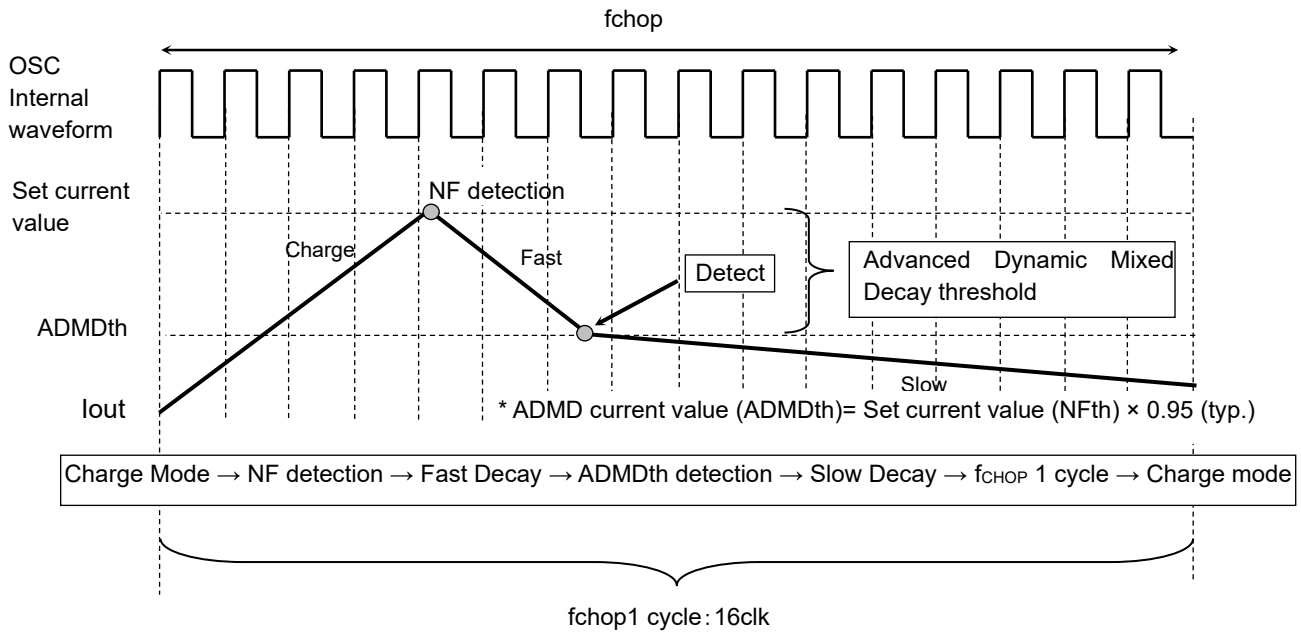 fchop
OSC
Internal
waveform
Set current
value
NF detection
Charge
Fast
Detect
Advanced Dynamic Mixed
Decay threshold
ADMDth
Slow
Iout
* ADMD current value (ADMDth)= Set current value (NFth) × 0.95 (typ.)
Charge Mode → NF detection → Fast Decay → ADMDth detection → Slow Decay → fCHOP 1 cycle → Charge mode
fchop1 cycle : 16clk